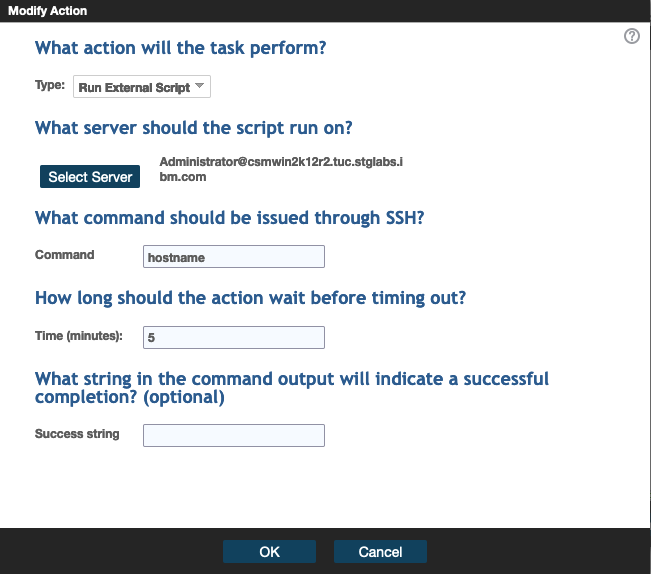 Modify Action
?
What action will the task perform?
Type: Run External Script
What server should the script run on?
Select Server
Administrator@csmwin2k12r2.tuc.stglabs.i
bm.com
What command should be issued through SSH?
Command hostname
How long should the action wait before timing out?
Time (minutes): 5
What string in the command output will indicate a successful
completion? (optional)
Success string
OK Cancel